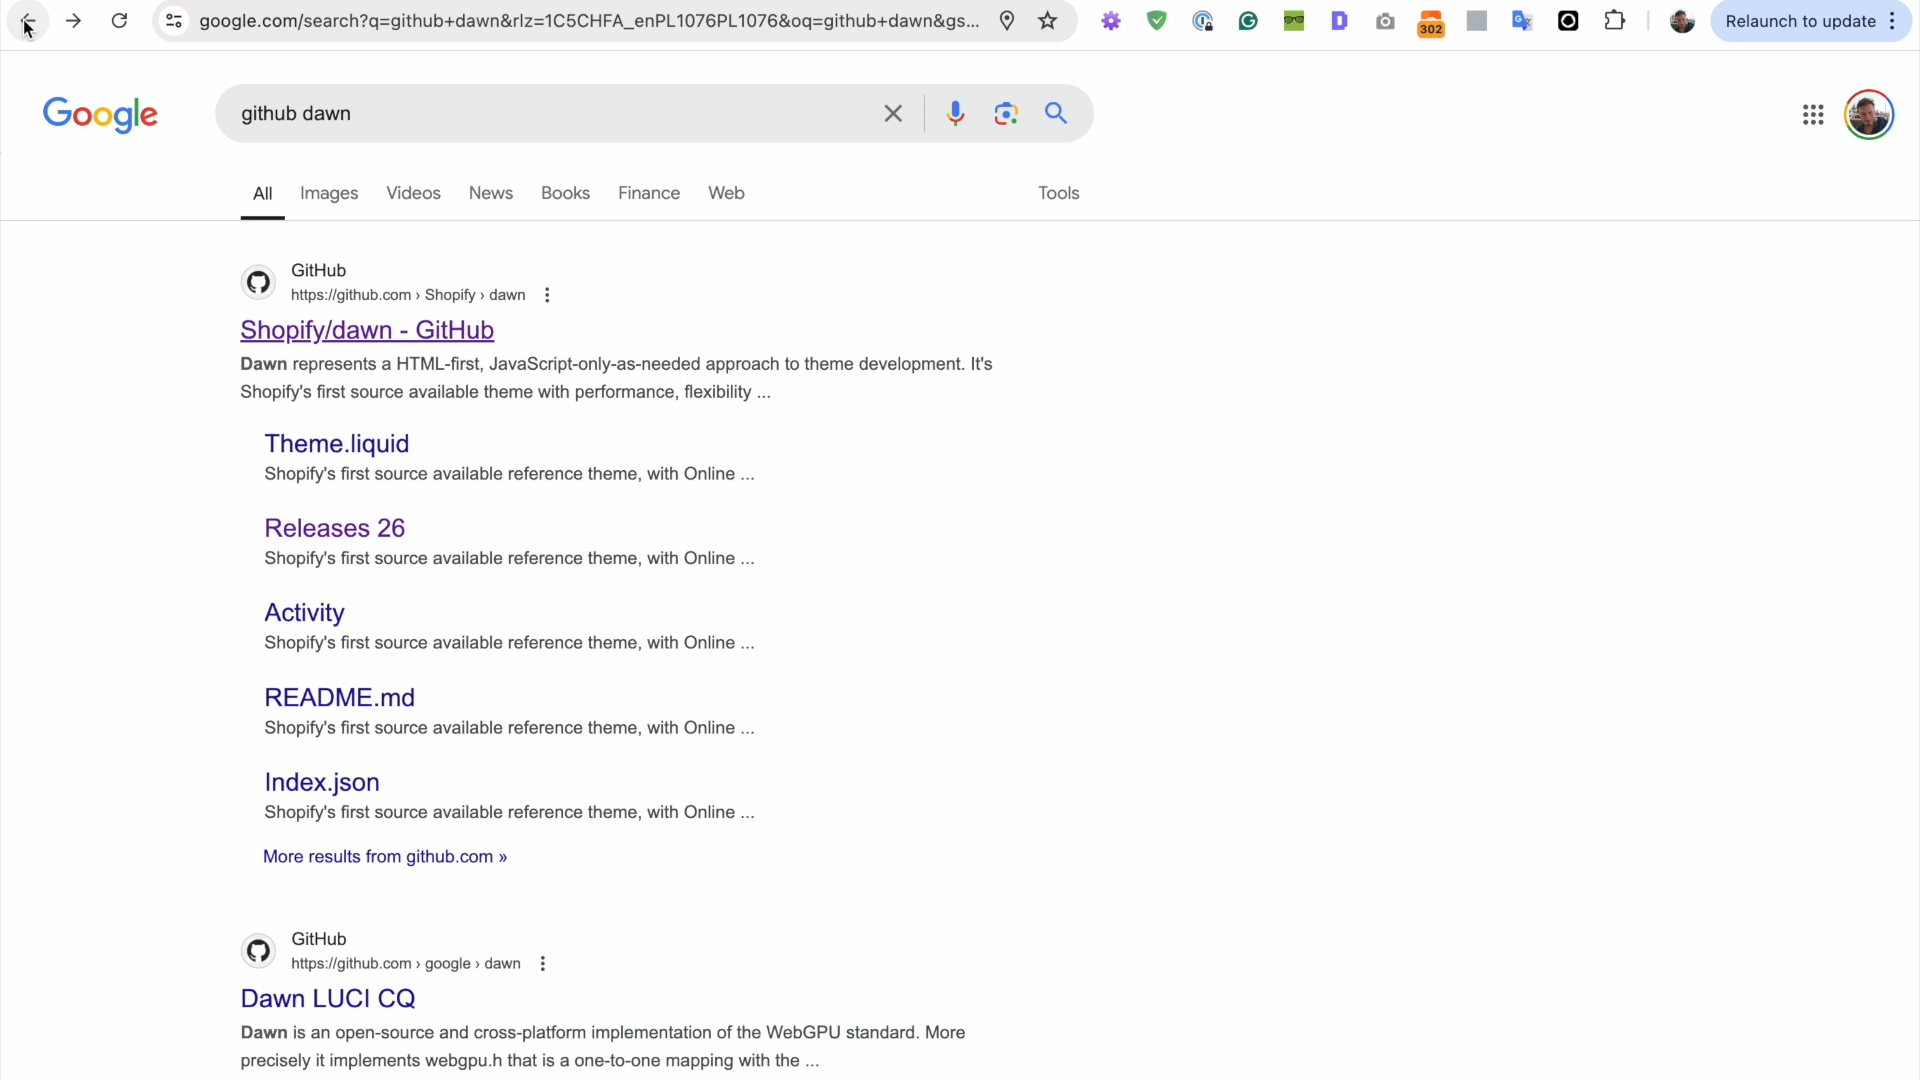 google.com/search?q=github+dawn&rlz=1C5CHFA_enPL1076PL1076&oq=github+dawn&gs...
302
Relaunch to update
Google
github dawn
All
Images
Videos
News
Books
Finance
Web
Tools
GitHub
https://github.com › Shopify › dawn
Shopify/dawn - GitHub
Dawn represents a HTML-first, JavaScript-only-as-needed approach to theme development. It's
Shopify's first source available theme with performance, flexibility ...
Theme.liquid
Shopify's first source available reference theme, with Online ...
Releases 26
Shopify's first source available reference theme, with Online ...
Activity
Shopify's first source available reference theme, with Online ...
README.md
Shopify's first source available reference theme, with Online ...
Index.json
Shopify's first source available reference theme, with Online ...
More results from github.com »
GitHub
https://github.com › google › dawn
Dawn LUCI CQ
Dawn is an open-source and cross-platform implementation of the WebGPU standard. More
precisely it implements webgpu.h that is a one-to-one mapping with the ...